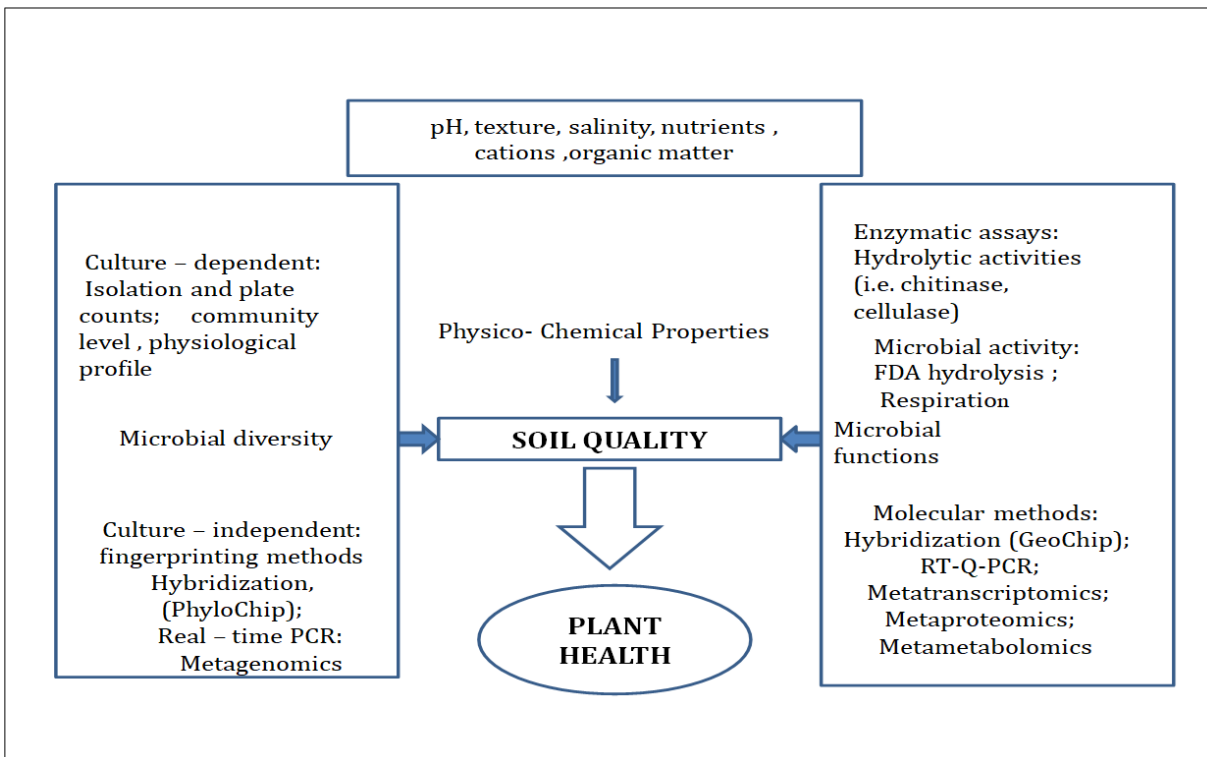 pH, texture, salinity, nutrients ,
cations ,organic matter
Culture – dependent:
Isolation and plate
counts; community
level , physiological
profile
Microbial diversity
Culture – independent:
fingerprinting methods
Hybridization,
(PhyloChip);
Real – time PCR:
Metagenomics
Physico- Chemical Properties
SOIL QUALITY
PLANT
HEALTH
Enzymatic assays:
Hydrolytic activities
(i.e. chitinase,
cellulase)
Microbial activity:
FDA hydrolysis ;
Respiration
Microbial
functions
Molecular methods:
Hybridization (GeoChip);
RT-Q-PCR;
Metatranscriptomics;
Metaproteomics;
Metametabolomics